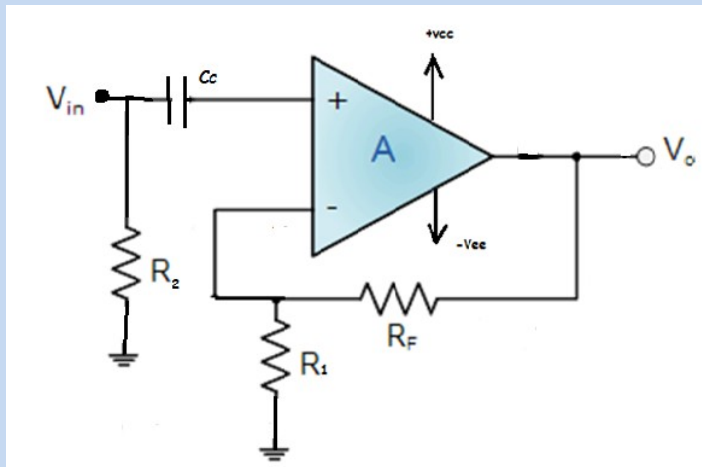 +vcc
Cc
Vin
+
A
Vo
-
-Vee
R2
RF
R1